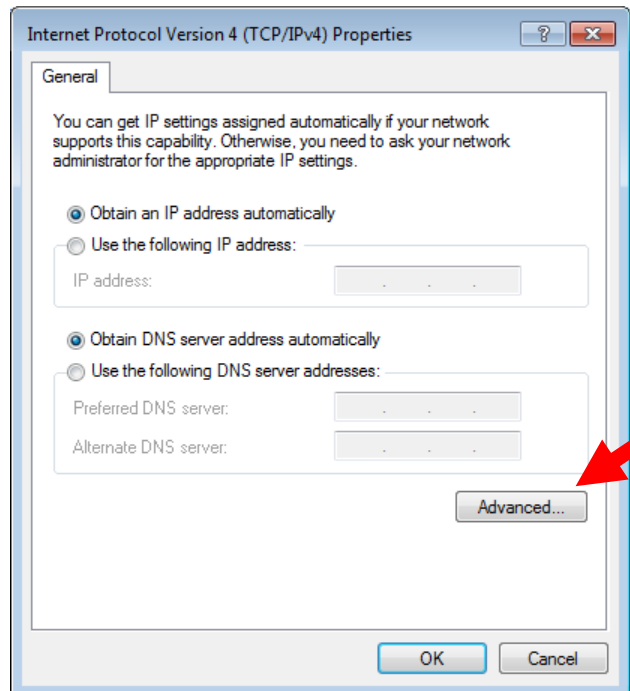 Internet Protocol Version 4 (TCP/IPv4) Properties
General
You can get IP settings assigned automatically if your network
supports this capability. Otherwise, you need to ask your network
administrator for the appropriate IP settings.
Obtain an IP address automatically
Use the following IP address:
IP address:
Obtain DNS server address automatically
Use the following DNS server addresses:
Preferred DNS server:
Alternate DNS server:
Advanced...
OK Cancel